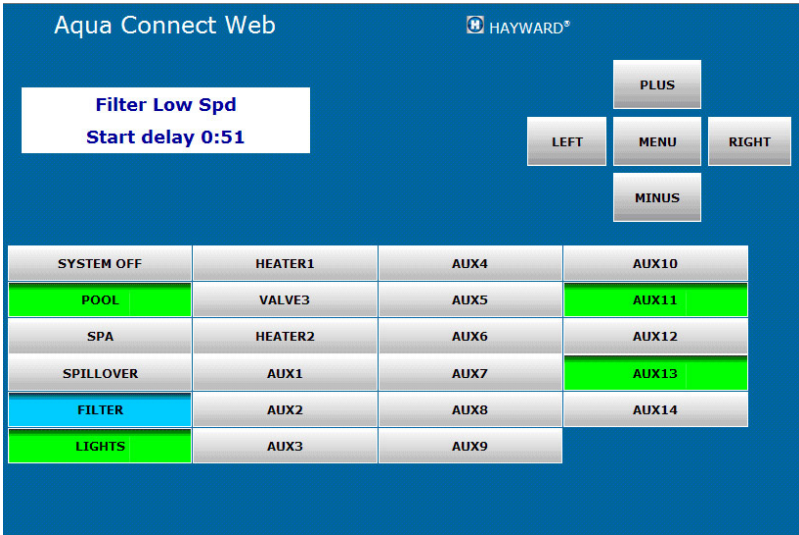 Aqua Connect Web
H HAYWARD®
Filter Low Spd
Start delay 0:51
PLUS
LEFT MENU RIGHT
MINUS
SYSTEM OFF HEATER1 AUX4 AUX10
POOL VALVE3 AUX5 AUX11
SPA HEATER2 AUX6 AUX12
SPILLOVER AUX1 AUX7 AUX13
FILTER AUX2 AUX8 AUX14
LIGHTS AUX3 AUX9